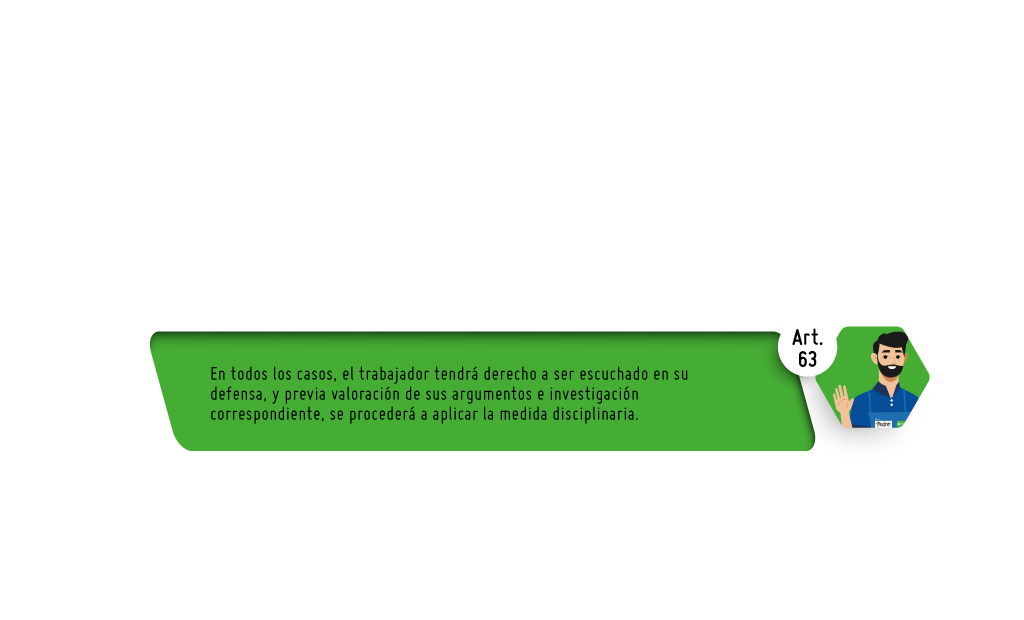 Art.
63
En todos los casos, el trabajador tendrá derecho a ser escuchado en su
defensa, y previa valoración de sus argumentos e investigación
correspondiente, se procederá a aplicar la medida disciplinaria.
Pedro